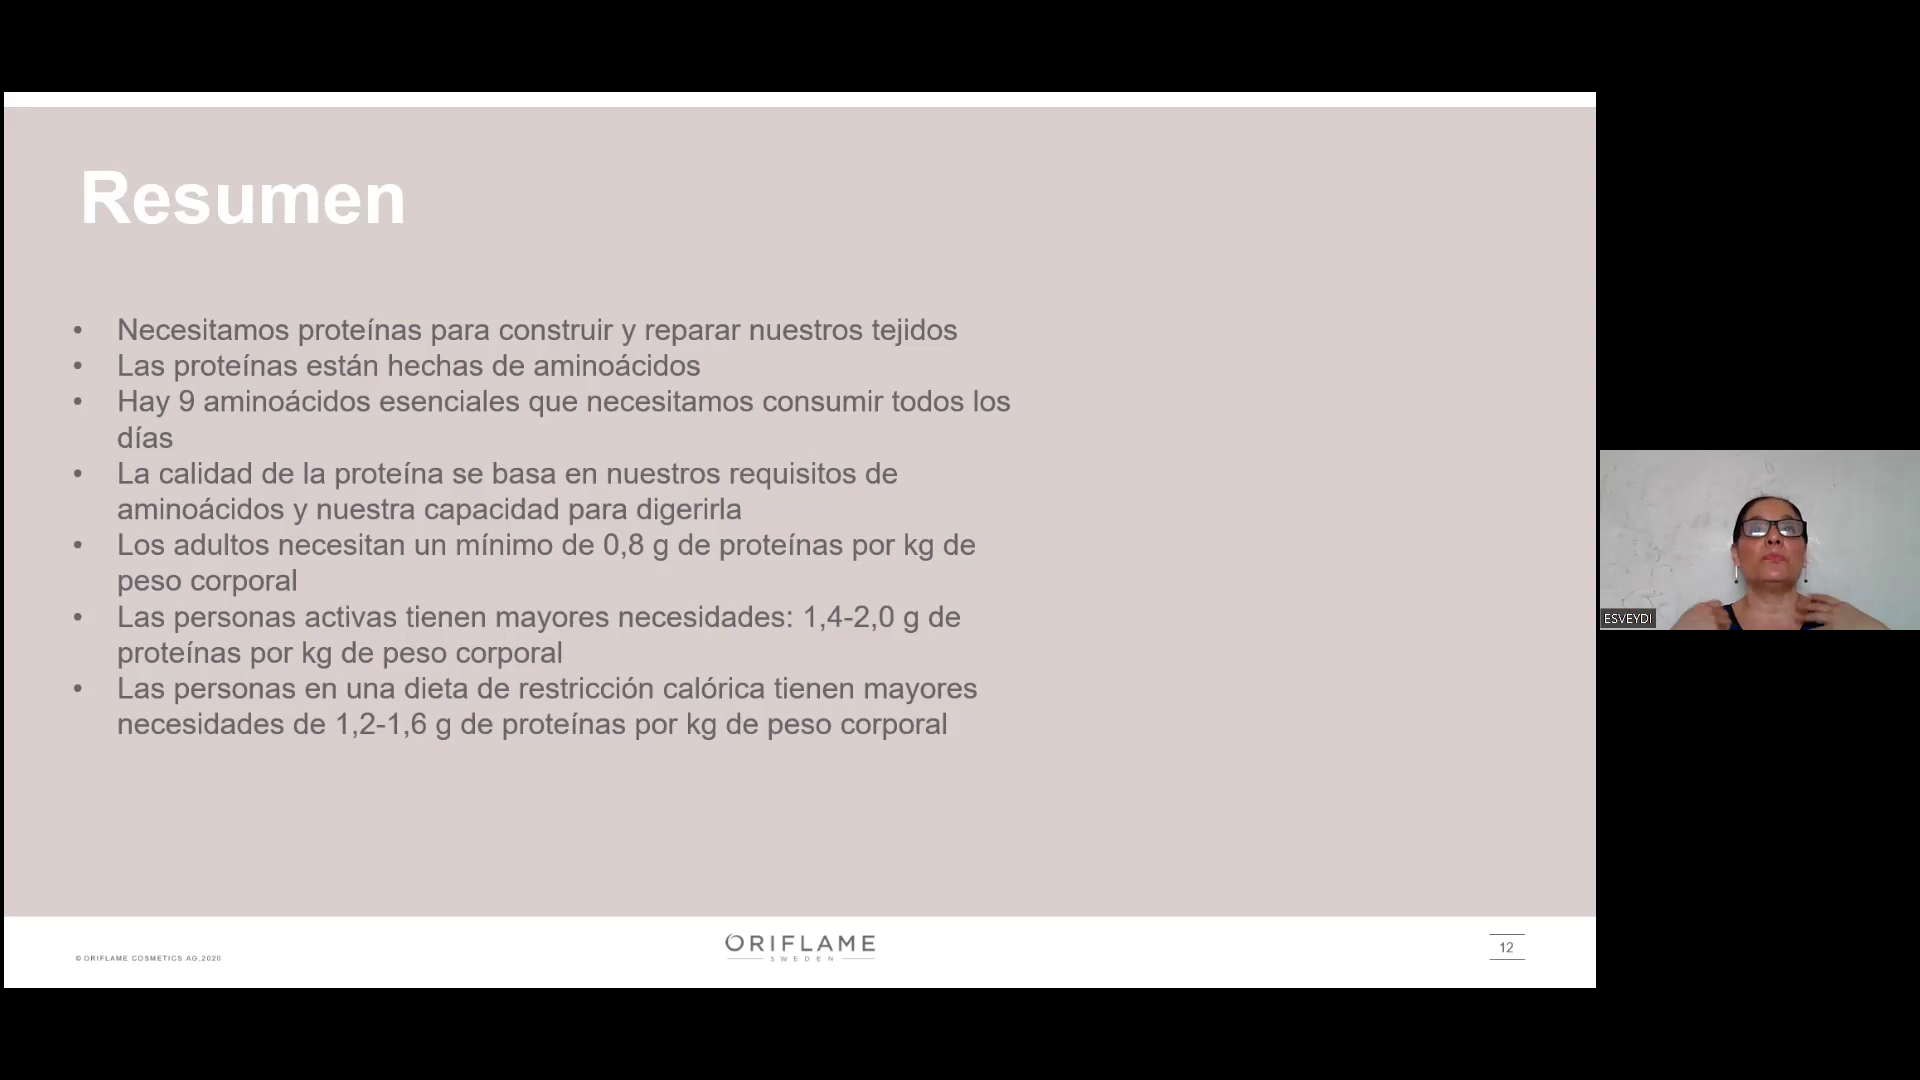 Resumen
• Necesitamos proteínas para construir y reparar nuestros tejidos
• Las proteínas están hechas de aminoácidos
• Hay 9 aminoácidos esenciales que necesitamos consumir todos los
días
• La calidad de la proteína se basa en nuestros requisitos de
aminoácidos y nuestra capacidad para digerirla
• Los adultos necesitan un mínimo de 0,8 g de proteínas por kg de
peso corporal
• Las personas activas tienen mayores necesidades: 1,4-2,0 g de
proteínas por kg de peso corporal
• Las personas en una dieta de restricción calórica tienen mayores
necesidades de 1,2-1,6 g de proteínas por kg de peso corporal
© ORIFLAME COSMETICS AG,2020
ORIFLAME
SWEDEN
12
ESVEYDI